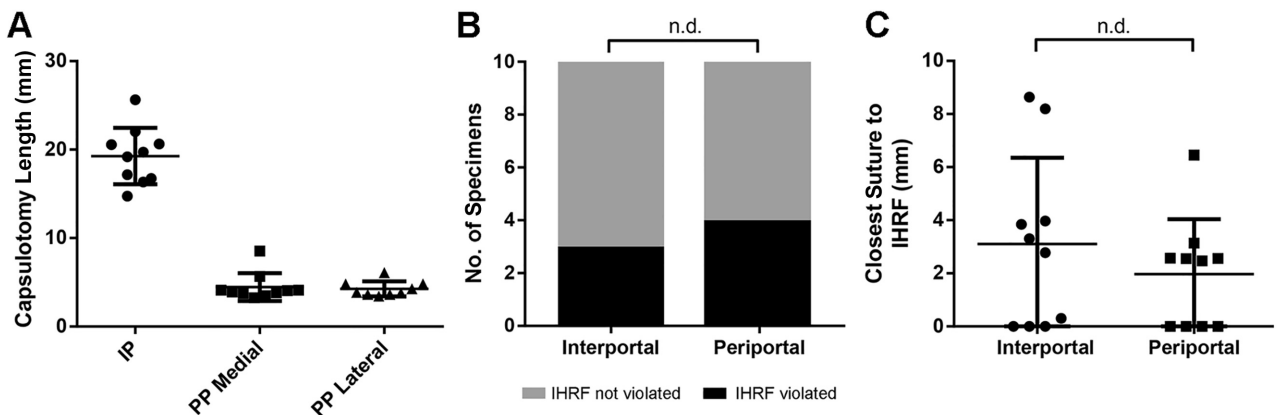 A
Capsulotomy Length (mm)
30
20
10
0
IP
PP Medial
PP Lateral
B
n.d.
No. of Specimens
10
8
6
4
2
0
Interportal
Periportal
IHRF not violated
IHRF violated
C
n.d.
Closest Suture to
IHRF (mm)
10
8
6
4
2
0
Interportal
Periportal